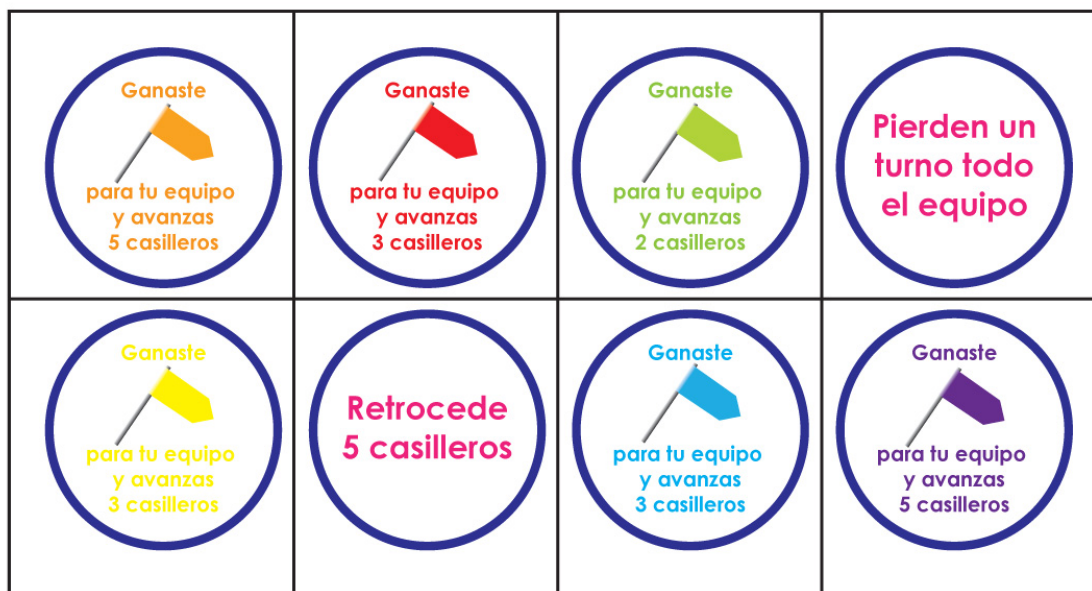 Ganaste
para tu equipo
y avanzas
5 casilleros
Ganaste
para tu equipo
y avanzas
3 casilleros
Ganaste
para tu equipo
y avanzas
2 casilleros
Pierden un
turno todo
el equipo
Ganaste
para tu equipo
y avanzas
3 casilleros
Retrocede
5 casilleros
Ganaste
para tu equipo
y avanzas
3 casilleros
Ganaste
para tu equipo
y avanzas
5 casilleros